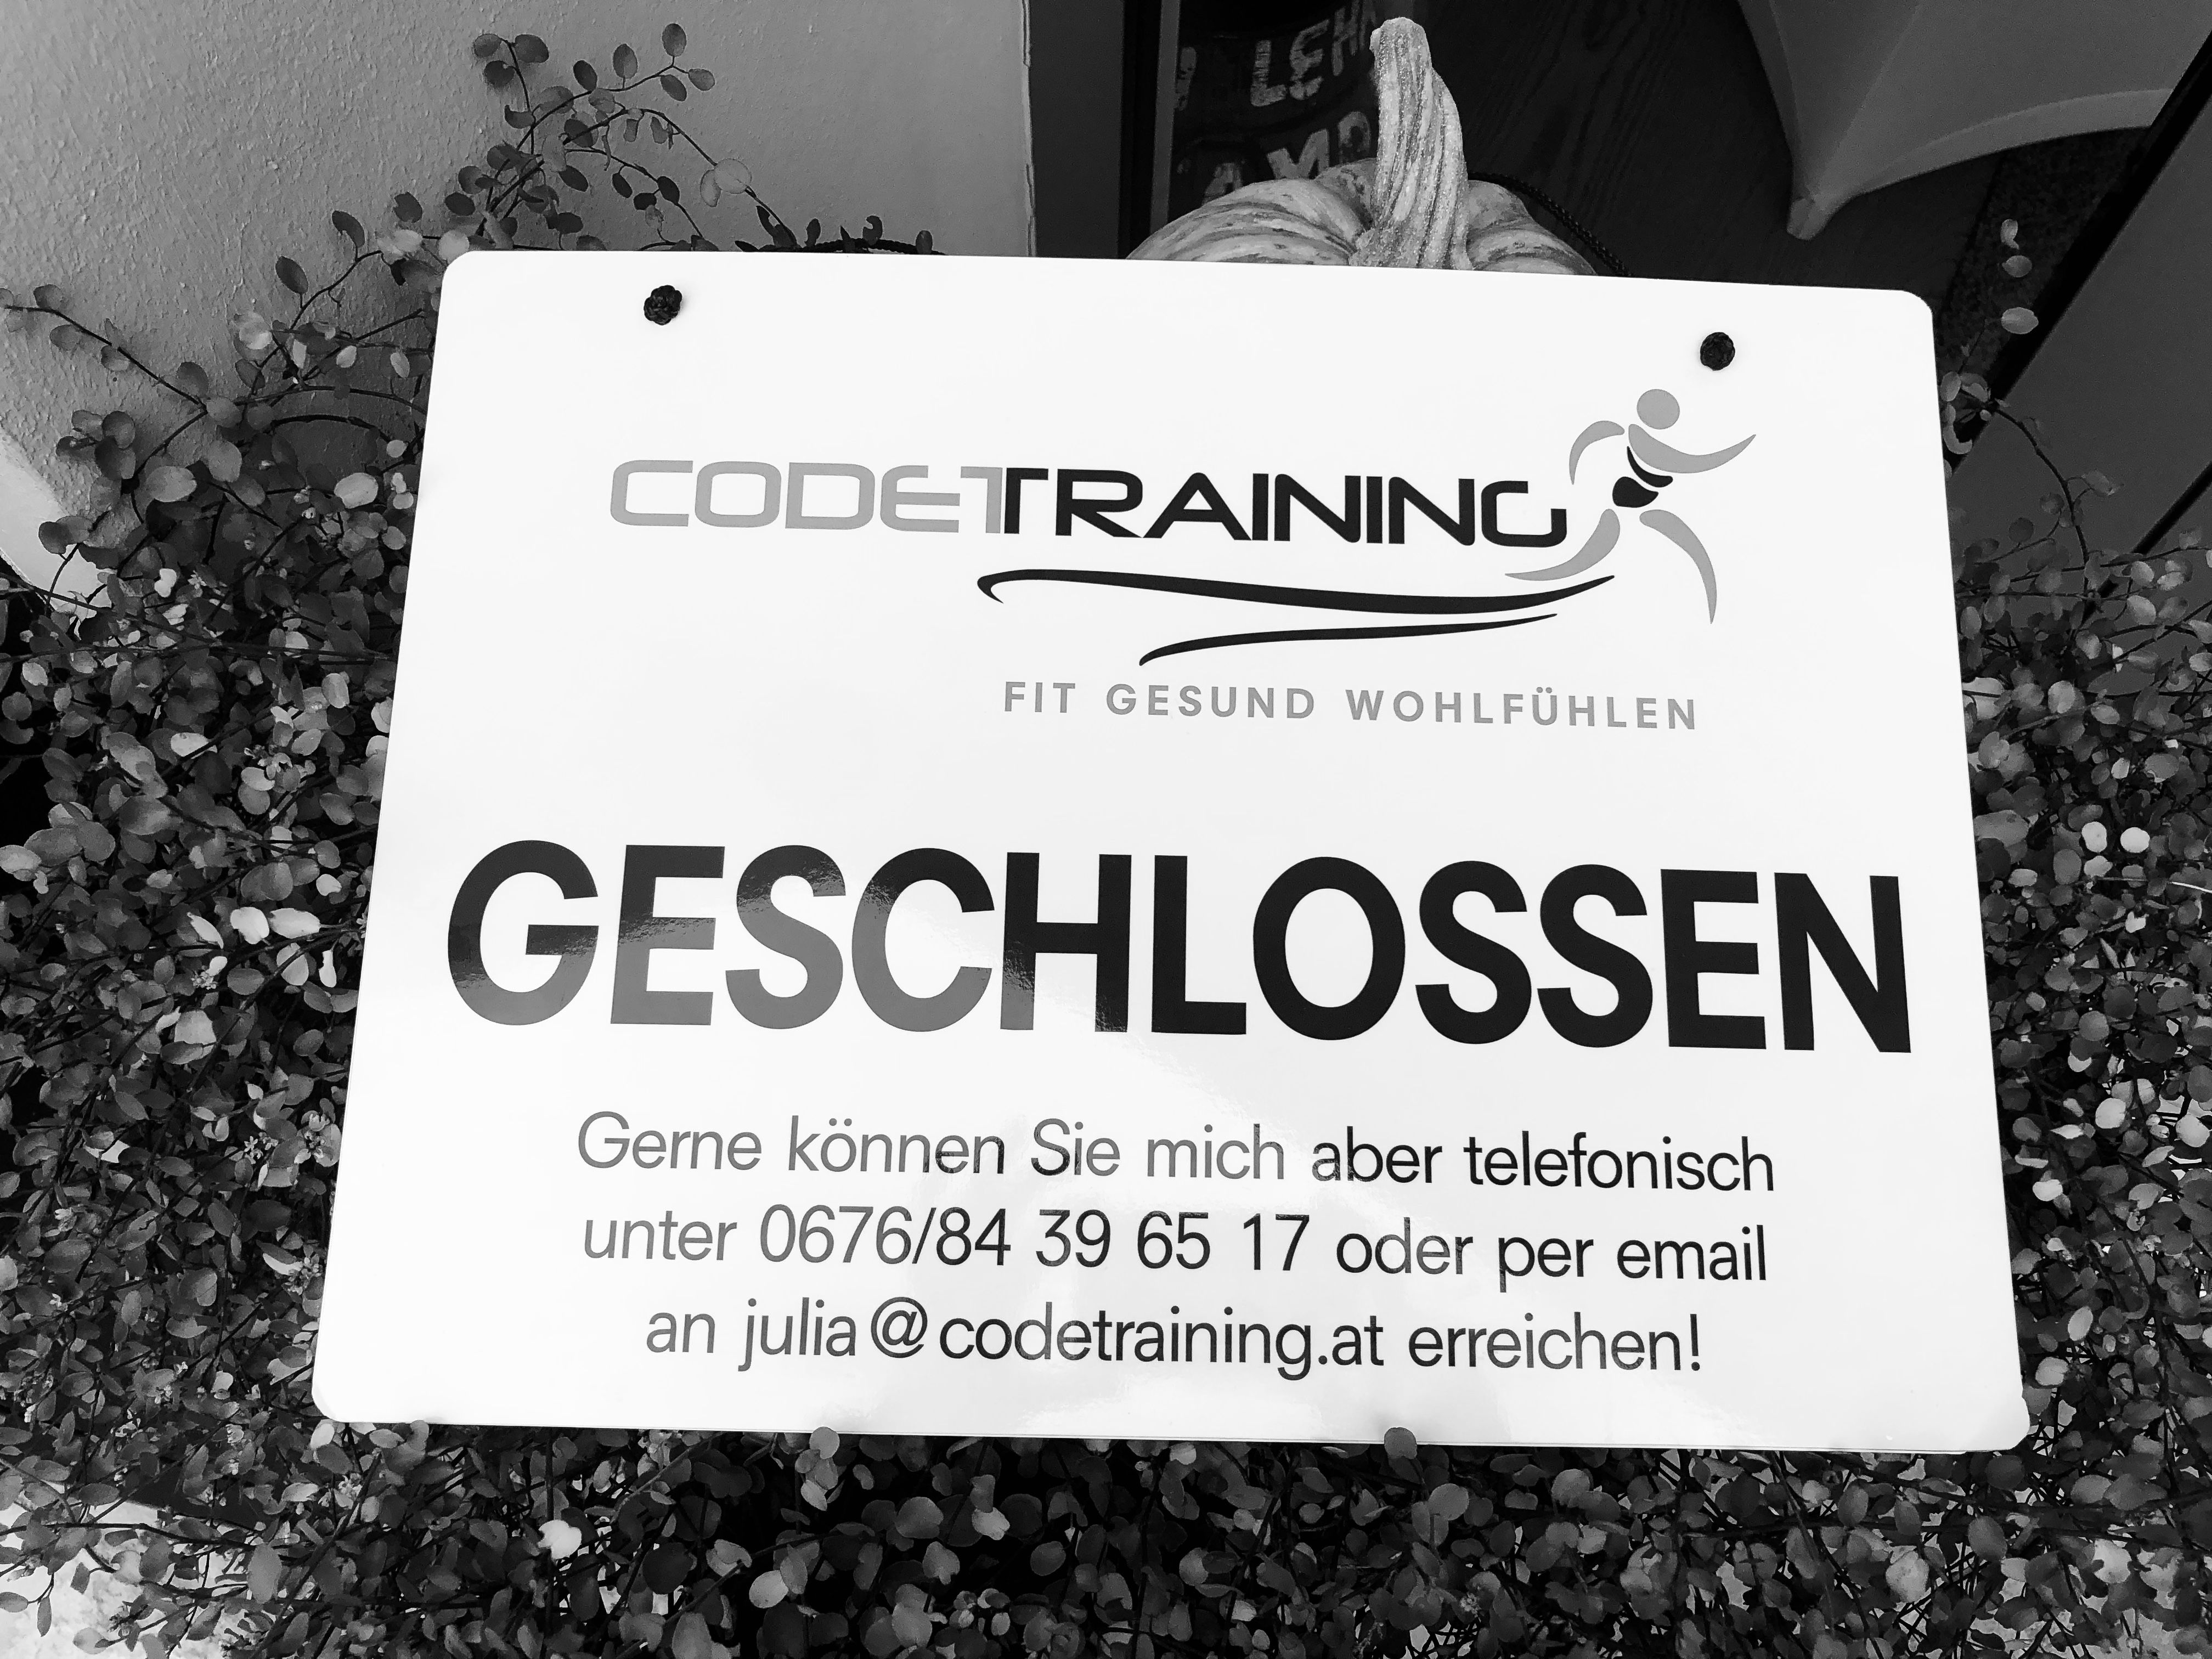 CODETRAINING
FIT GESUND WOHLFÜHLEN
GESCHLOSSEN
Gerne können Sie mich aber telefonisch
unter 0676/84 39 65 17 oder per email
an julia@codetraining.at erreichen!